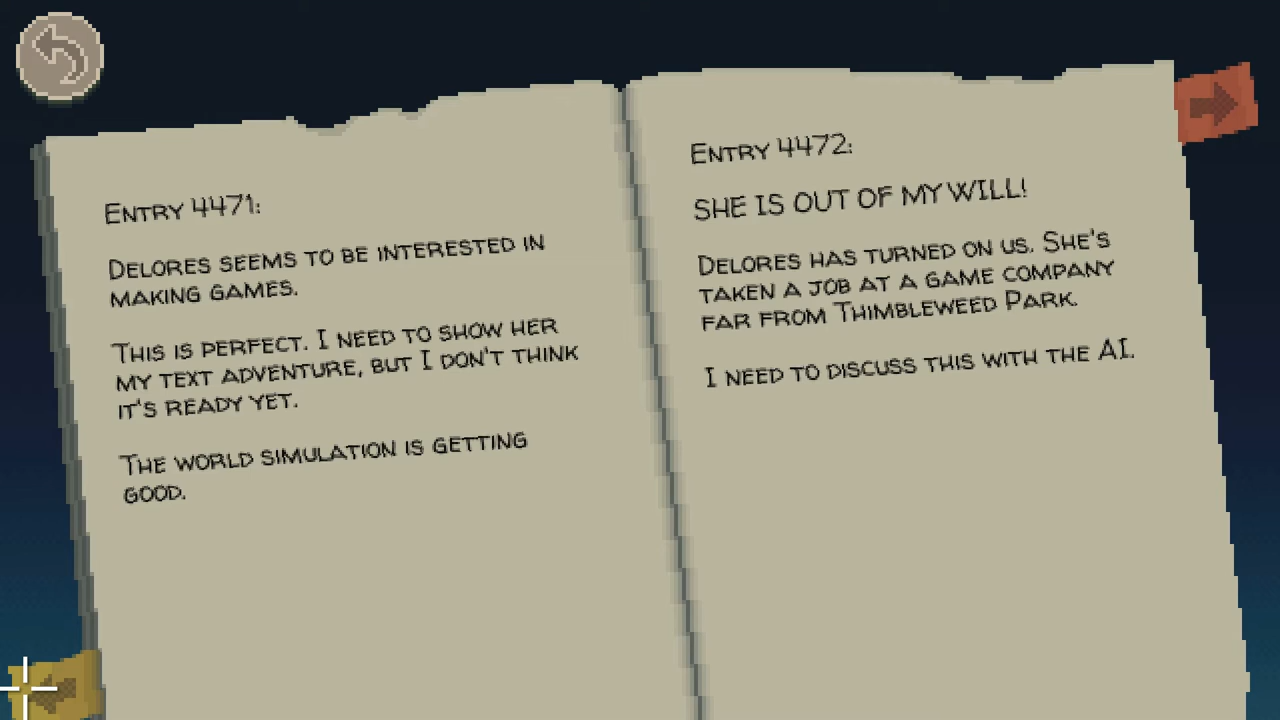 Entry 4471:
Delores seems to be interested in
making games.
This is perfect. I need to show her
my text adventure, but I don't think
it's ready yet.
The world simulation is getting
good.
Entry 4472:
SHE IS OUT OF MY WILL!
Delores has turned on us. She's
taken a job at a game company
far from Thimbleweed Park.
I need to discuss this with the AI.